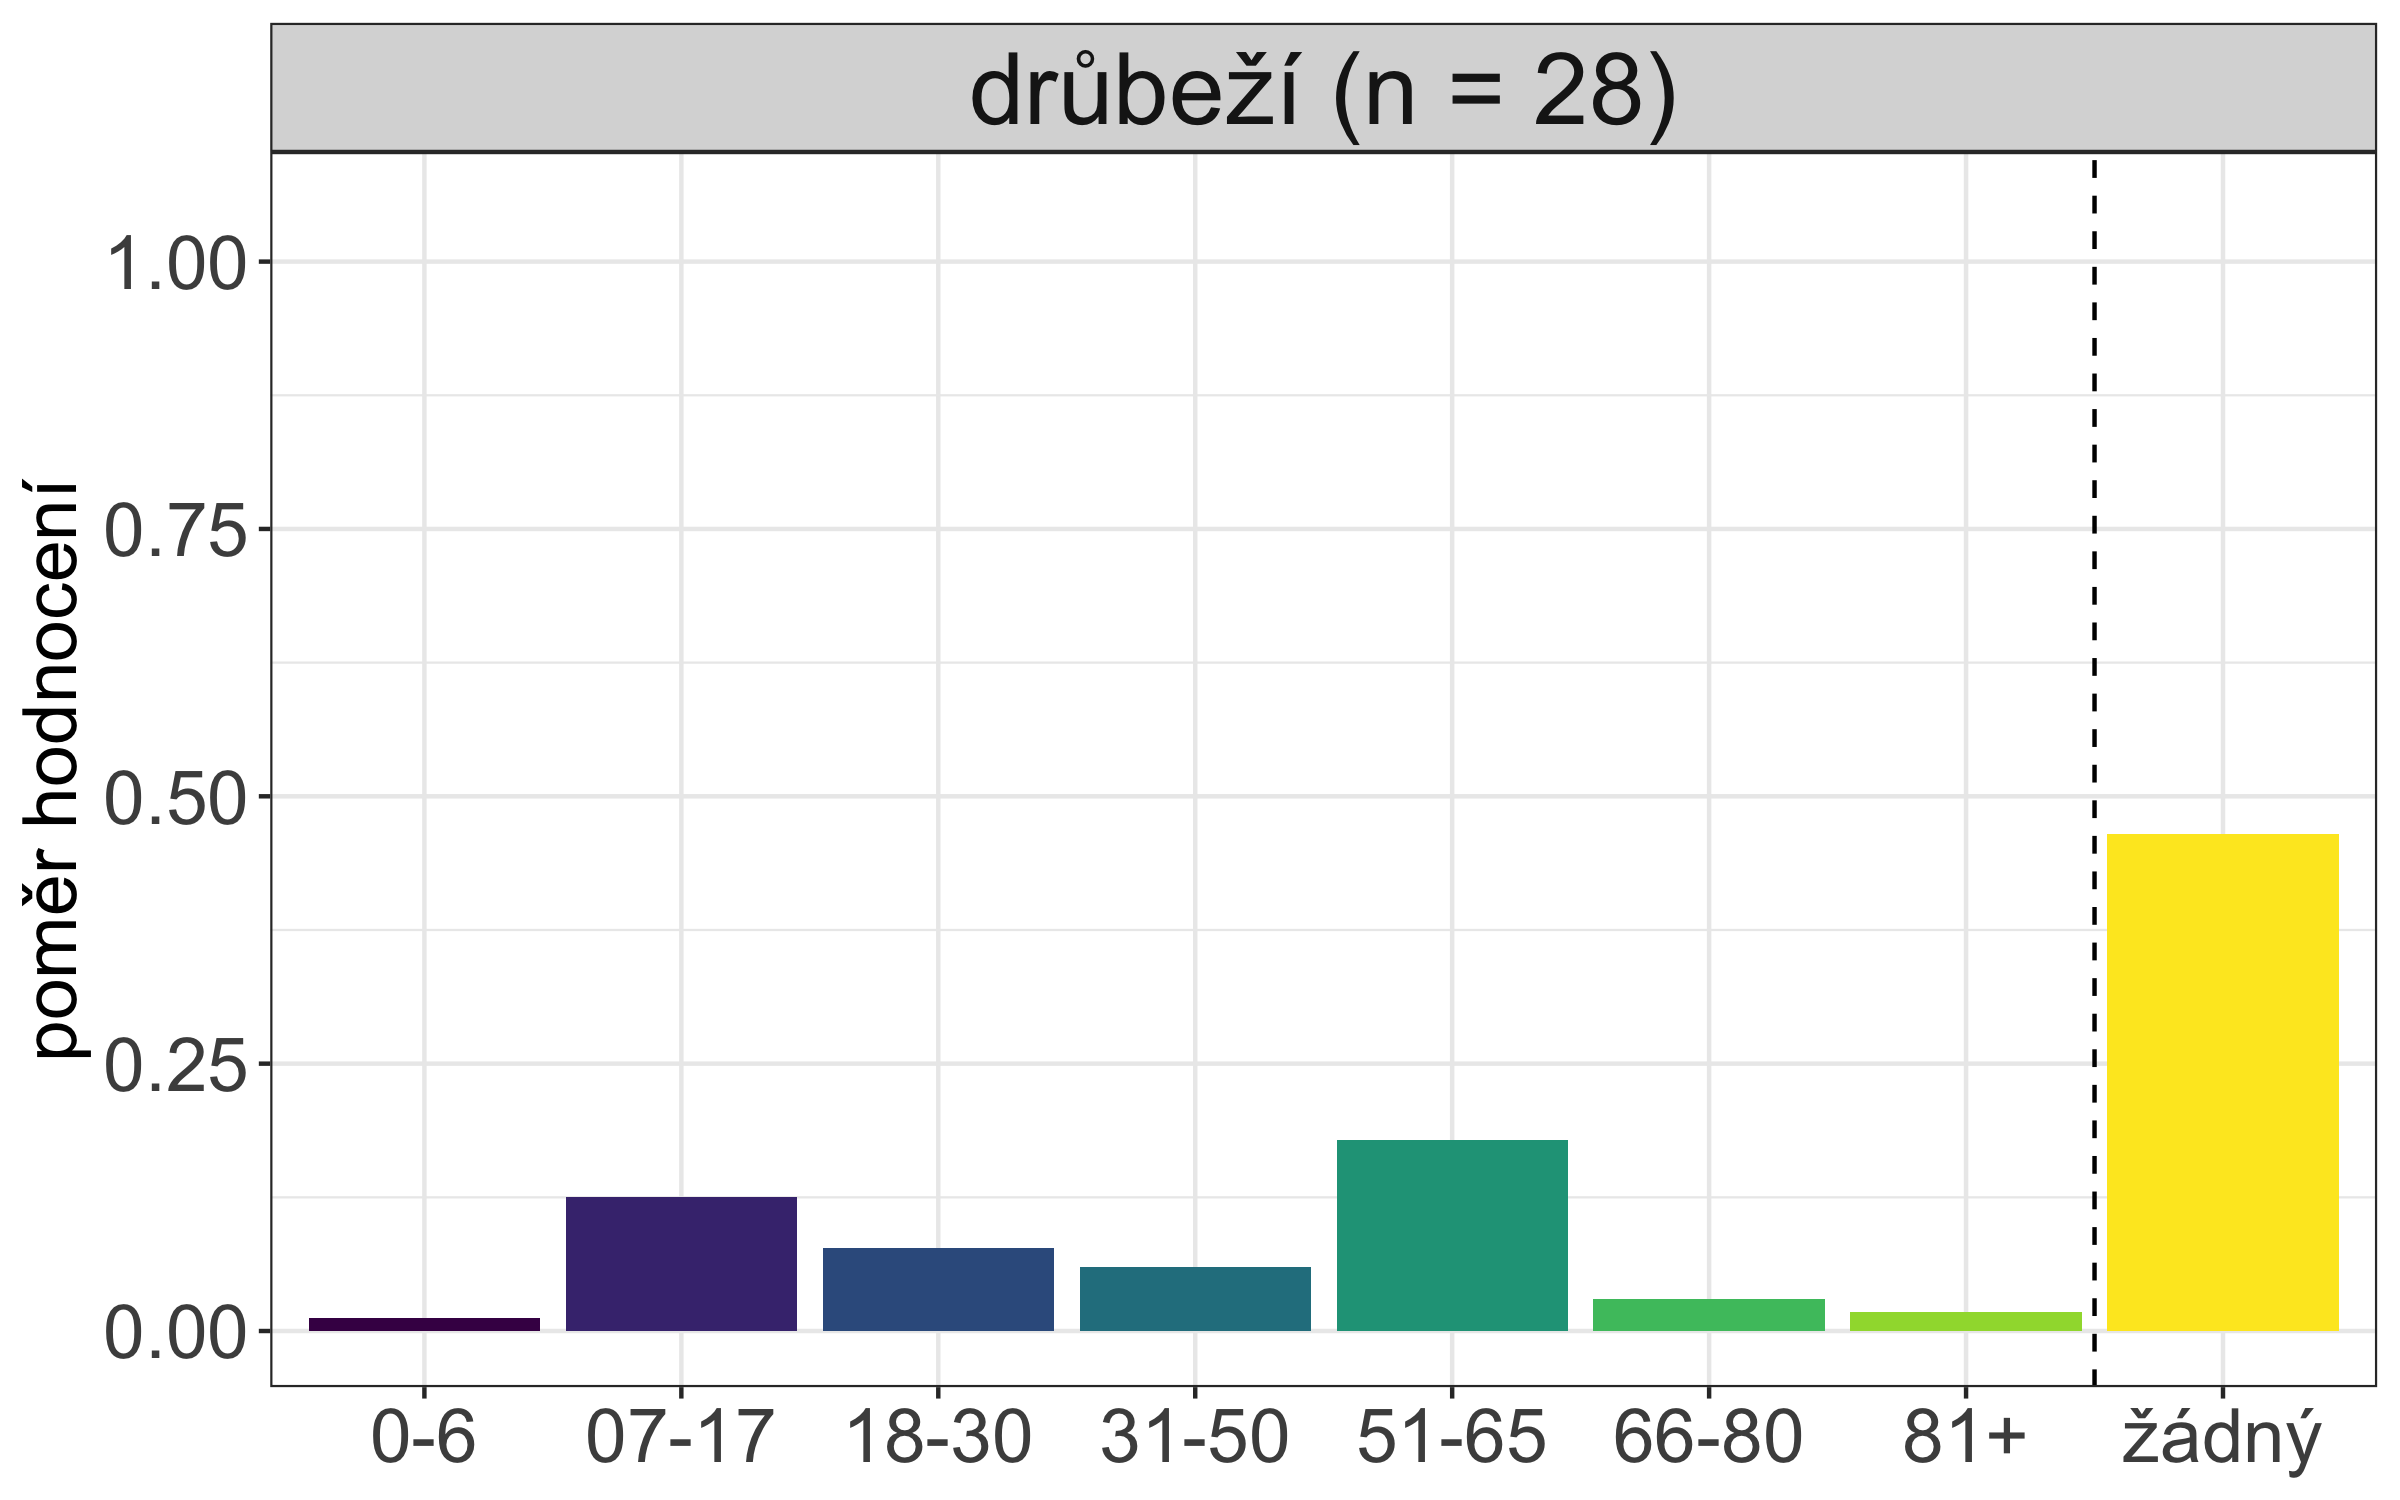 drůbeží (n = 28)
poměr hodnocení
1.00
0.75
0.50
0.25
0.00
0-6 07-17 18-30 31-50 51-65 66-80 81+ žádný